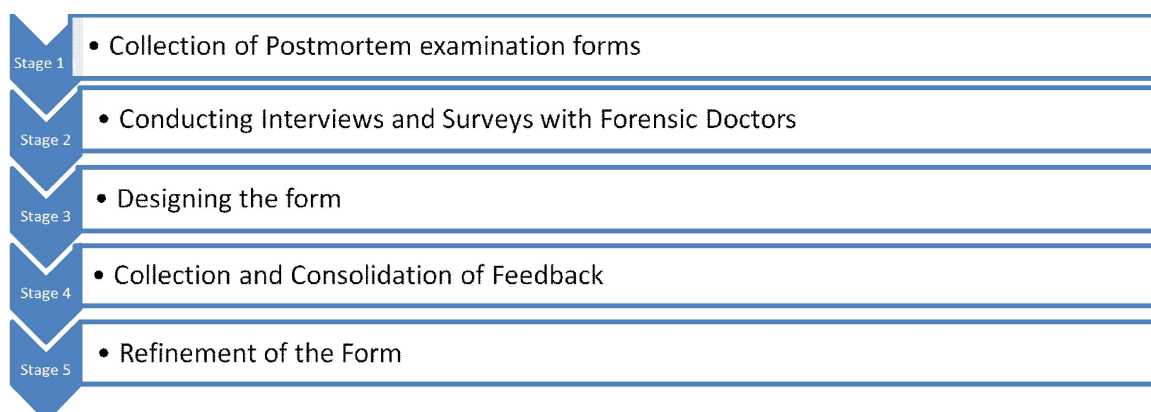 Stage 1
• Collection of Postmortem examination forms
Stage 2
• Conducting Interviews and Surveys with Forensic Doctors
Stage 3
• Designing the form
Stage 4
• Collection and Consolidation of Feedback
Stage 5
• Refinement of the Form